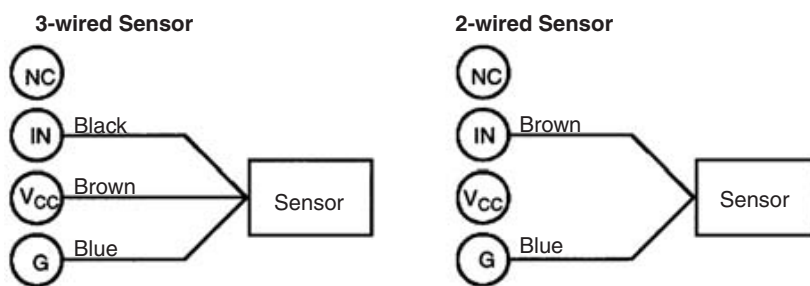 3-wired Sensor
NC
IN Black
VCC Brown
G Blue
Sensor
2-wired Sensor
NC
IN Brown
VCC
G Blue
Sensor